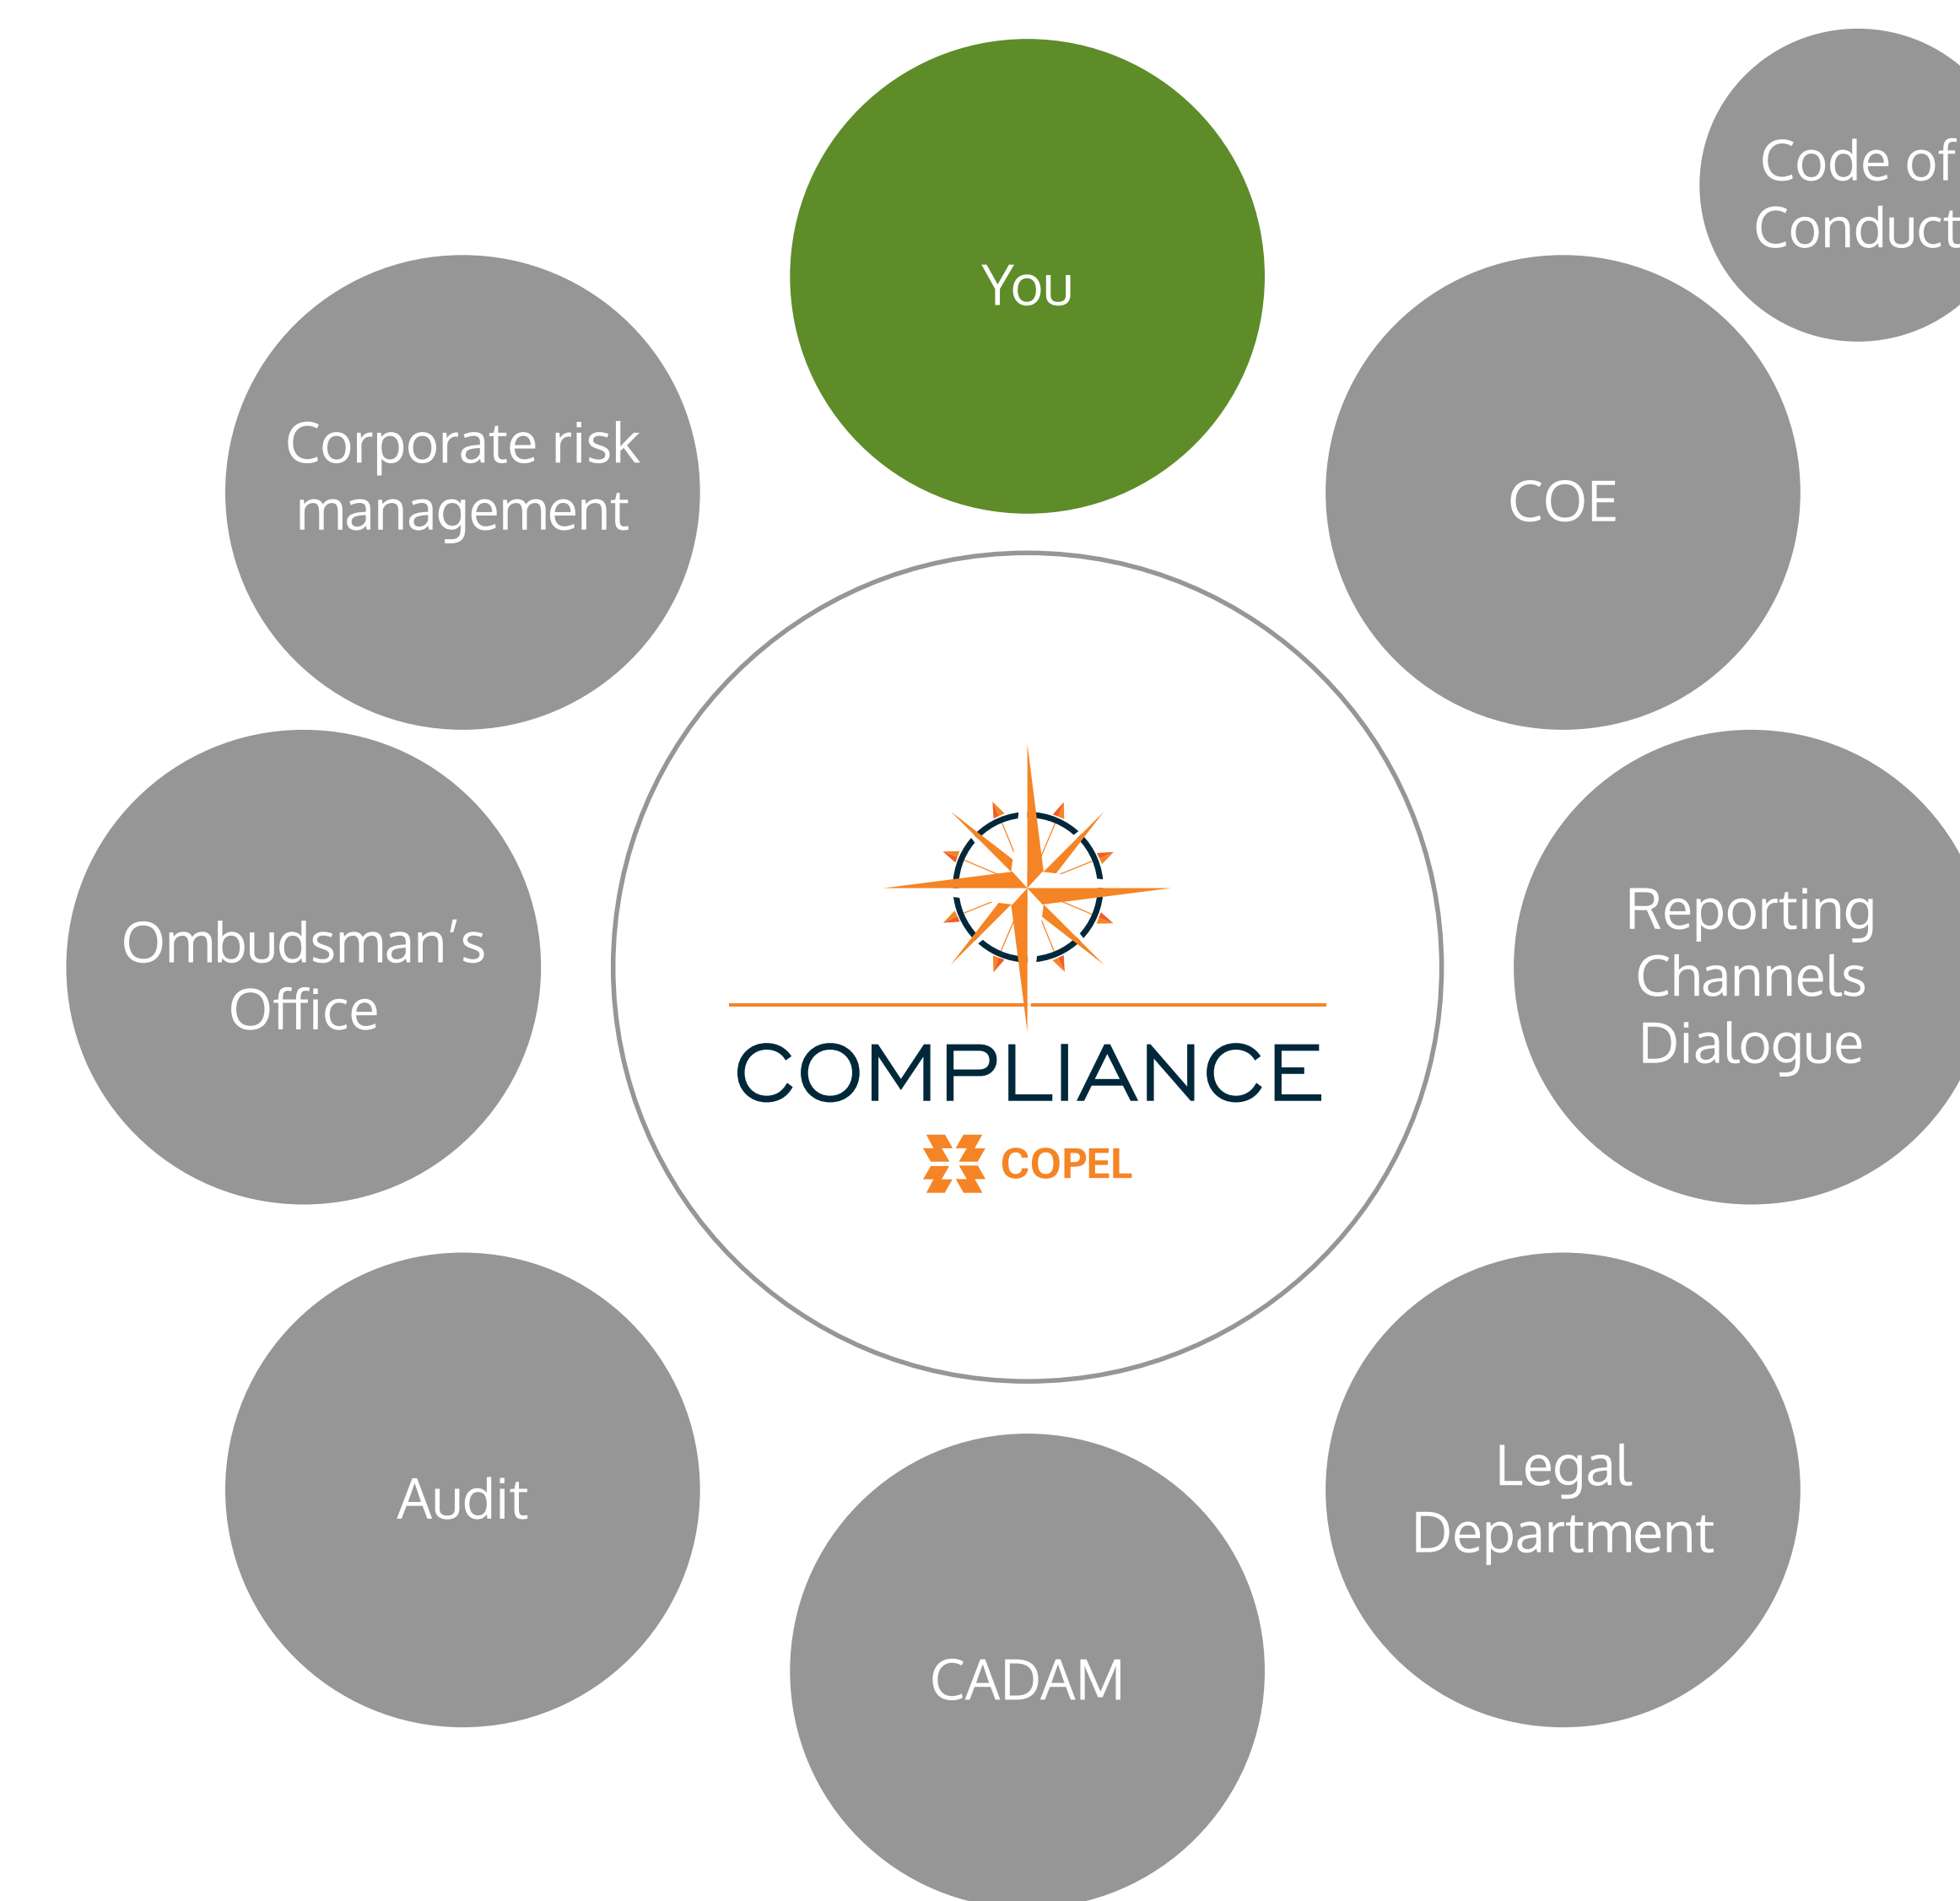 You
Code of
Conduct
COE
Corporate risk
management
Reporting
Channels
Dialogue
Ombudsman’s
Office
COMPLIANCE
COPEL
Legal
Department
Audit
CADAM